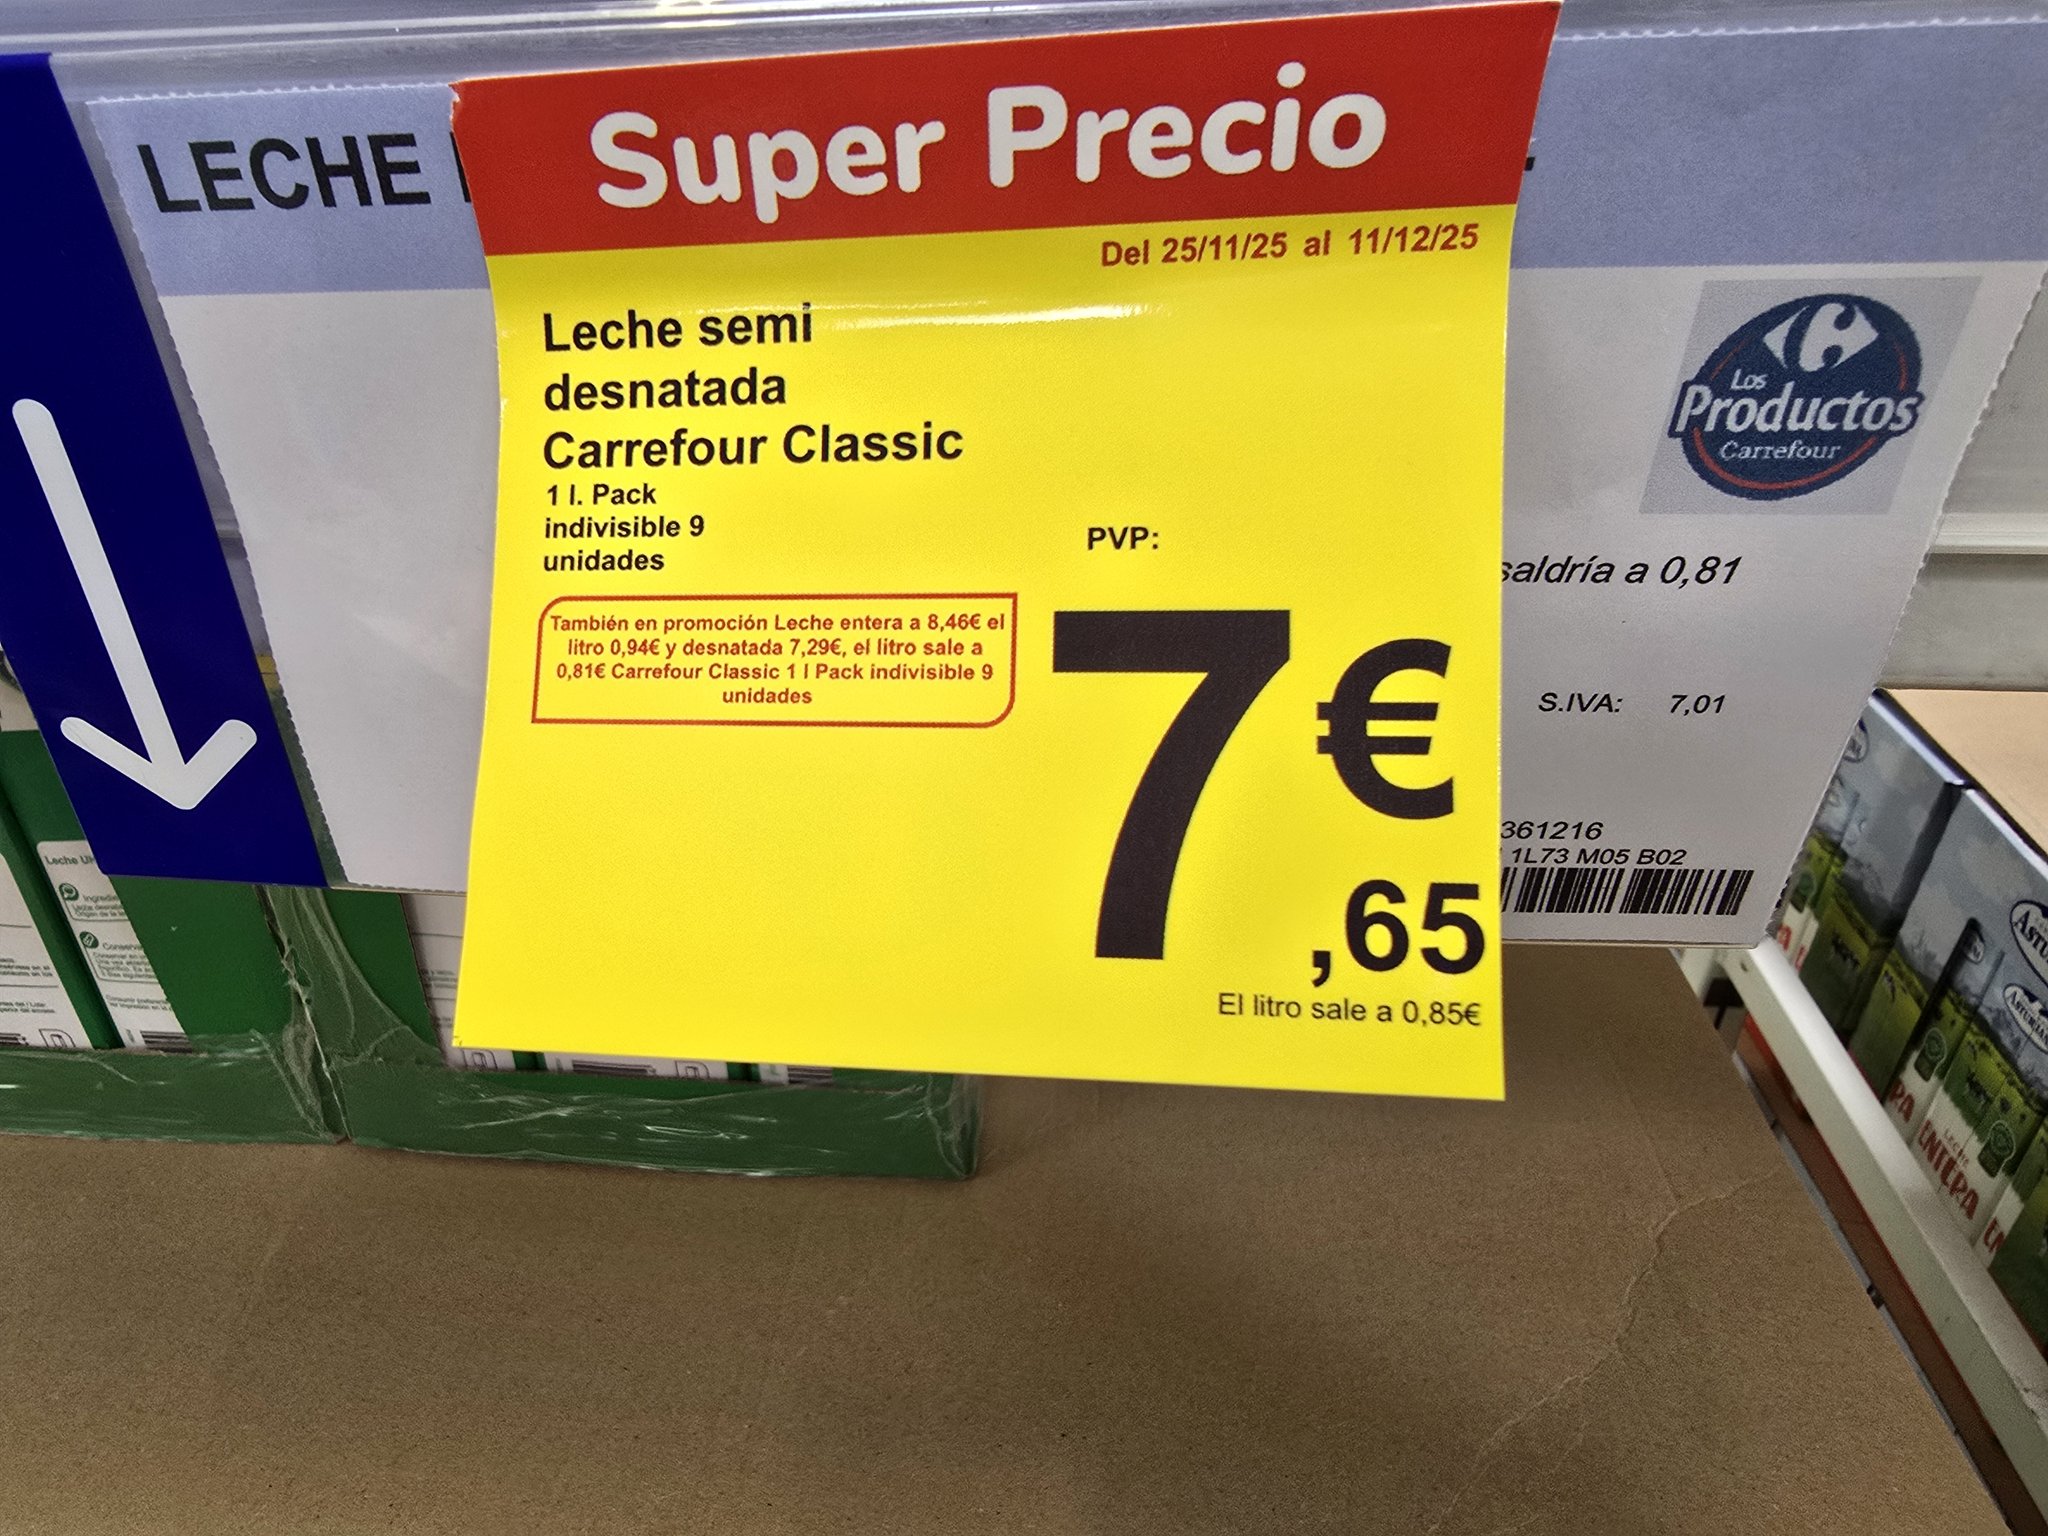 LECHE
Super Precio
Del 25/11/25 al 11/12/25
Leche semi
desnatada
Carrefour Classic
1 l. Pack
indivisible 9
unidades
PVP:
También en promoción Leche entera a 8,46€ el
litro 0,94€ y desnatada 7,29€, el litro sale a
0,81€ Carrefour Classic 1 l Pack indivisible 9
unidades
7€
,65
El litro sale a 0,85€
Los
Productos
Carrefour
saldría a 0,81
S.IVA: 7,01
361216
1L73 M05 B02
Leche
LECHE
ENTERA